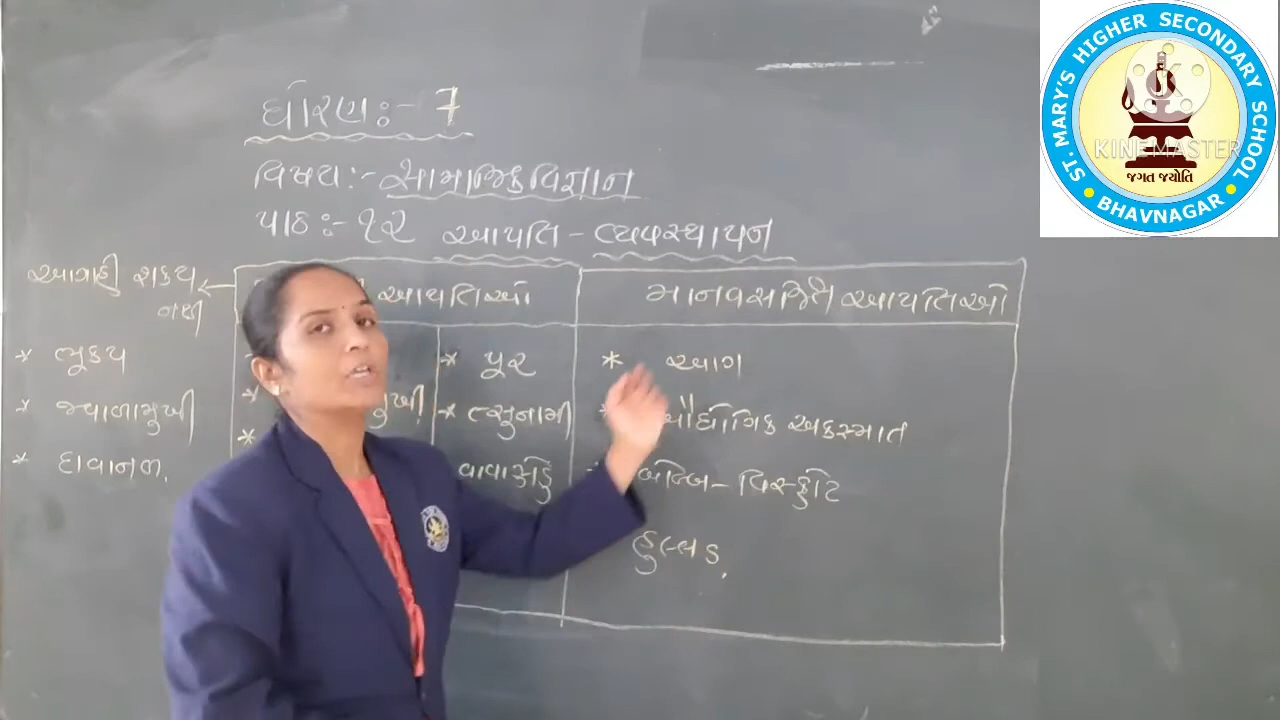 ધોરણઃ- 7
વિષયઃ- સામાજિક વિજ્ઞાન
પાઠઃ- ૧૨ આપત્તિ - વ્યવસ્થાપન
આગાહી શક્ય નથી
આપત્તિઓ
માનવસર્જિત આપત્તિઓ
* ભૂકંપ
* જ્વાળામુખી
* દાવાનળ.
* પૂર
* ત્સુનામી
વાવાઝોડું
* આગ
* ઔદ્યોગિક અકસ્માત
બોમ્બ - વિસ્ફોટ
હુલ્લડ.
ST. MARY'S HIGHER SECONDARY SCHOOL
BHAVNAGAR
જગત જ્યોતિ
KINEMASTER